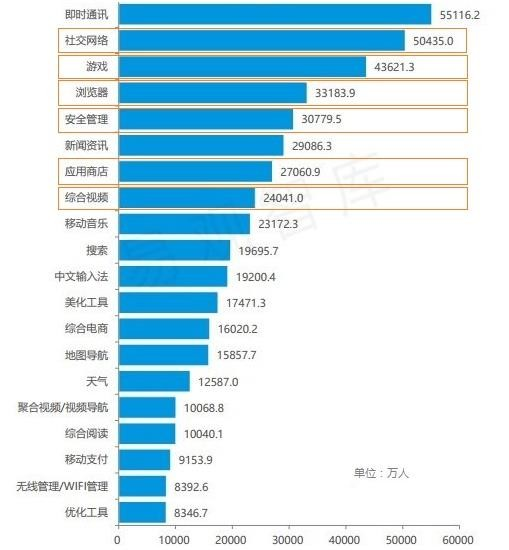 即时通讯 55116.2
社交网络 50435.0
游戏 43621.3
浏览器 33183.9
安全管理 30779.5
新闻资讯 29086.3
应用商店 27060.9
综合视频 24041.0
移动音乐 23172.3
搜索 19695.7
中文输入法 19200.4
美化工具 17471.3
综合电商 16020.2
地图导航 15857.7
天气 12587.0
聚合视频/视频导航 10068.8
综合阅读 10040.1
移动支付 9153.9
单位：万人
无线管理/WIFI管理 8392.6
优化工具 8346.7
0 10000 20000 30000 40000 50000 60000
易观智库